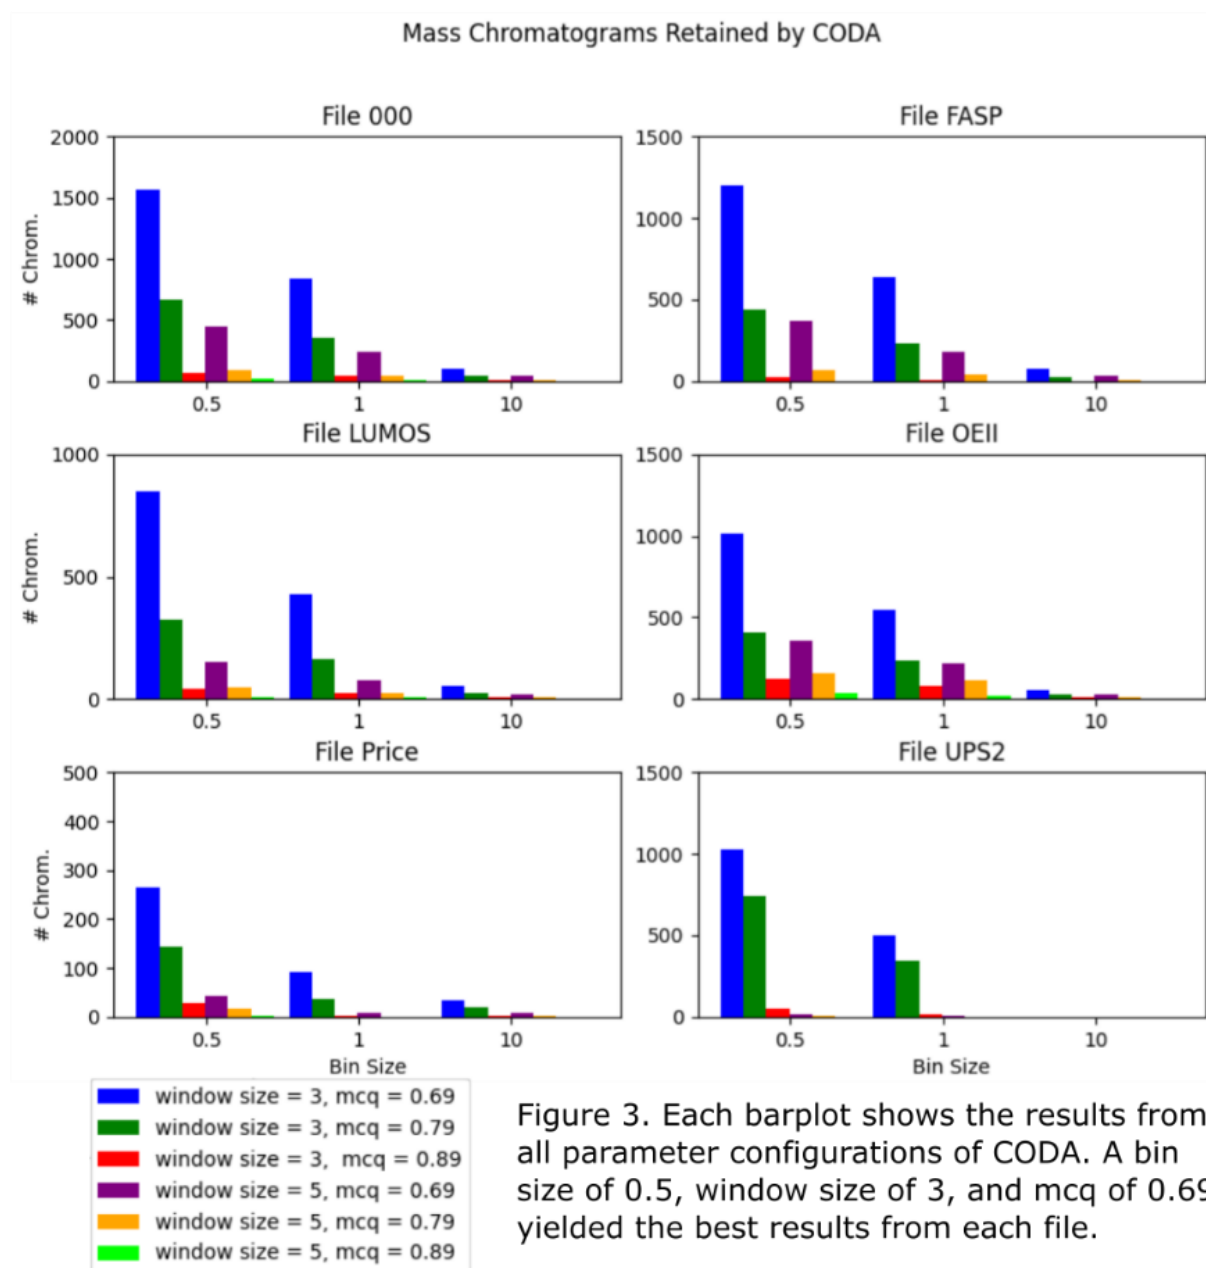 Mass Chromatograms Retained by CODA
File 000
2000
1500
1000
500
0
# Chrom.
0.5 1 10
File FASP
1500
1000
500
0
0.5 1 10
File LUMOS
1000
500
0
# Chrom.
0.5 1 10
File OEII
1500
1000
500
0
0.5 1 10
File Price
500
400
300
200
100
0
# Chrom.
0.5 1 10
Bin Size
File UPS2
1500
1000
500
0
0.5 1 10
Bin Size
window size = 3, mcq = 0.69
window size = 3, mcq = 0.79
window size = 3, mcq = 0.89
window size = 5, mcq = 0.69
window size = 5, mcq = 0.79
window size = 5, mcq = 0.89
Figure 3. Each barplot shows the results from
all parameter configurations of CODA. A bin
size of 0.5, window size of 3, and mcq of 0.69
yielded the best results from each file.